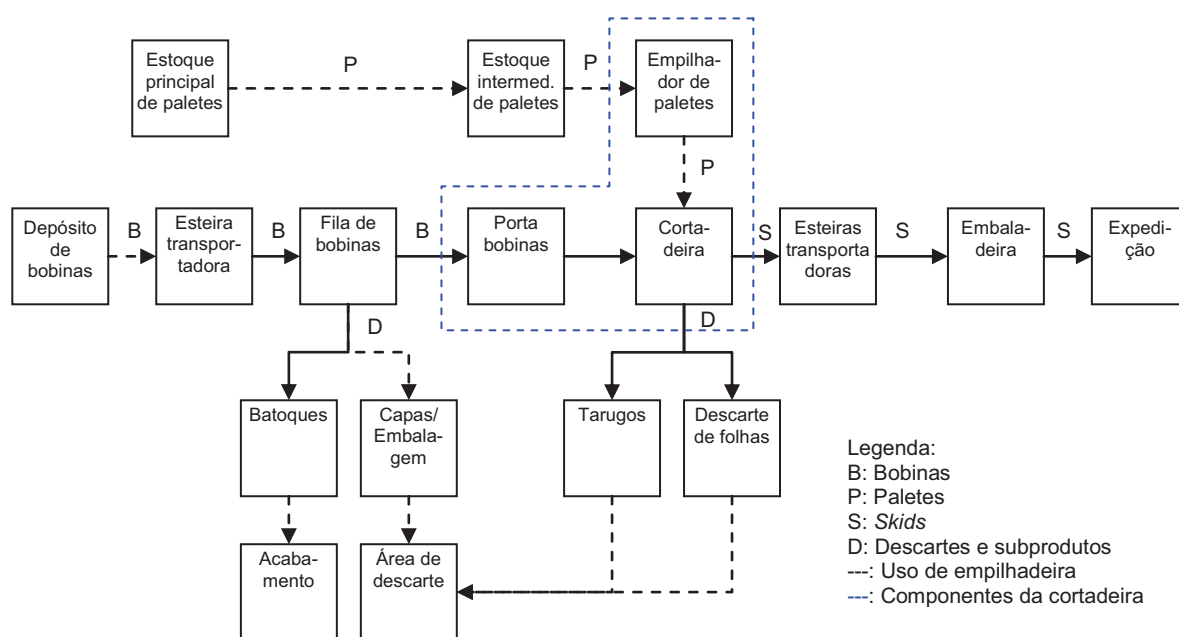 Estoque
principal
de paletes
P
Estoque
intermed.
de paletes
P
Empilha-
dor de
paletes
P
Depósito
de
bobinas
B
Esteira
transpor-
tadora
B
Fila de
bobinas
B
Porta
bobinas
Corta-
deira
S
Esteiras
transporta
doras
S
Embala-
deira
S
Expedi-
ção
D
D
Batoques
Capas/
Embala-
gem
Tarugos
Descarte
de folhas
Acaba-
mento
Área de
descarte
Legenda:
B: Bobinas
P: Paletes
S: Skids
D: Descartes e subprodutos
---: Uso de empilhadeira
---: Componentes da cortadeira